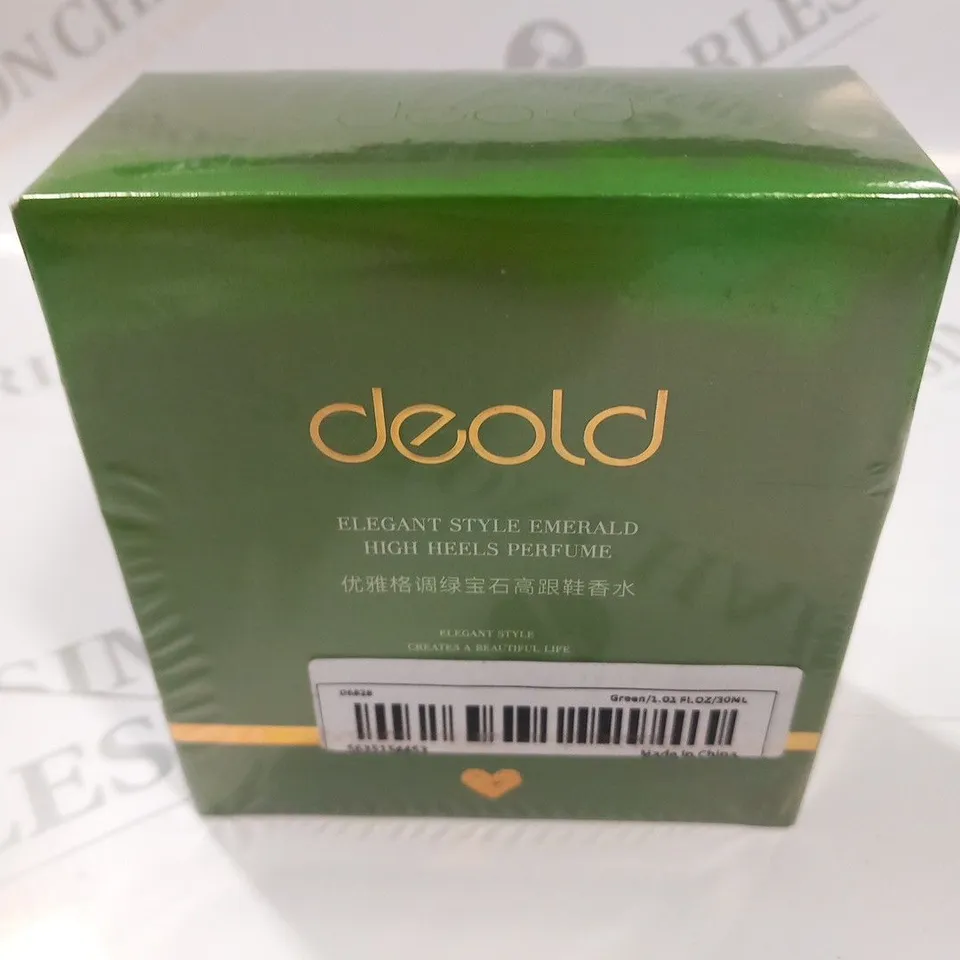 deold
deold
ELEGANT STYLE EMERALD
HIGH HEELS PERFUME
优雅格调绿宝石高跟鞋香水
ELEGANT STYLE
CREATES A BEAUTIFUL LIFE
Green/1.01 FL.OZ/30ML
Made in China